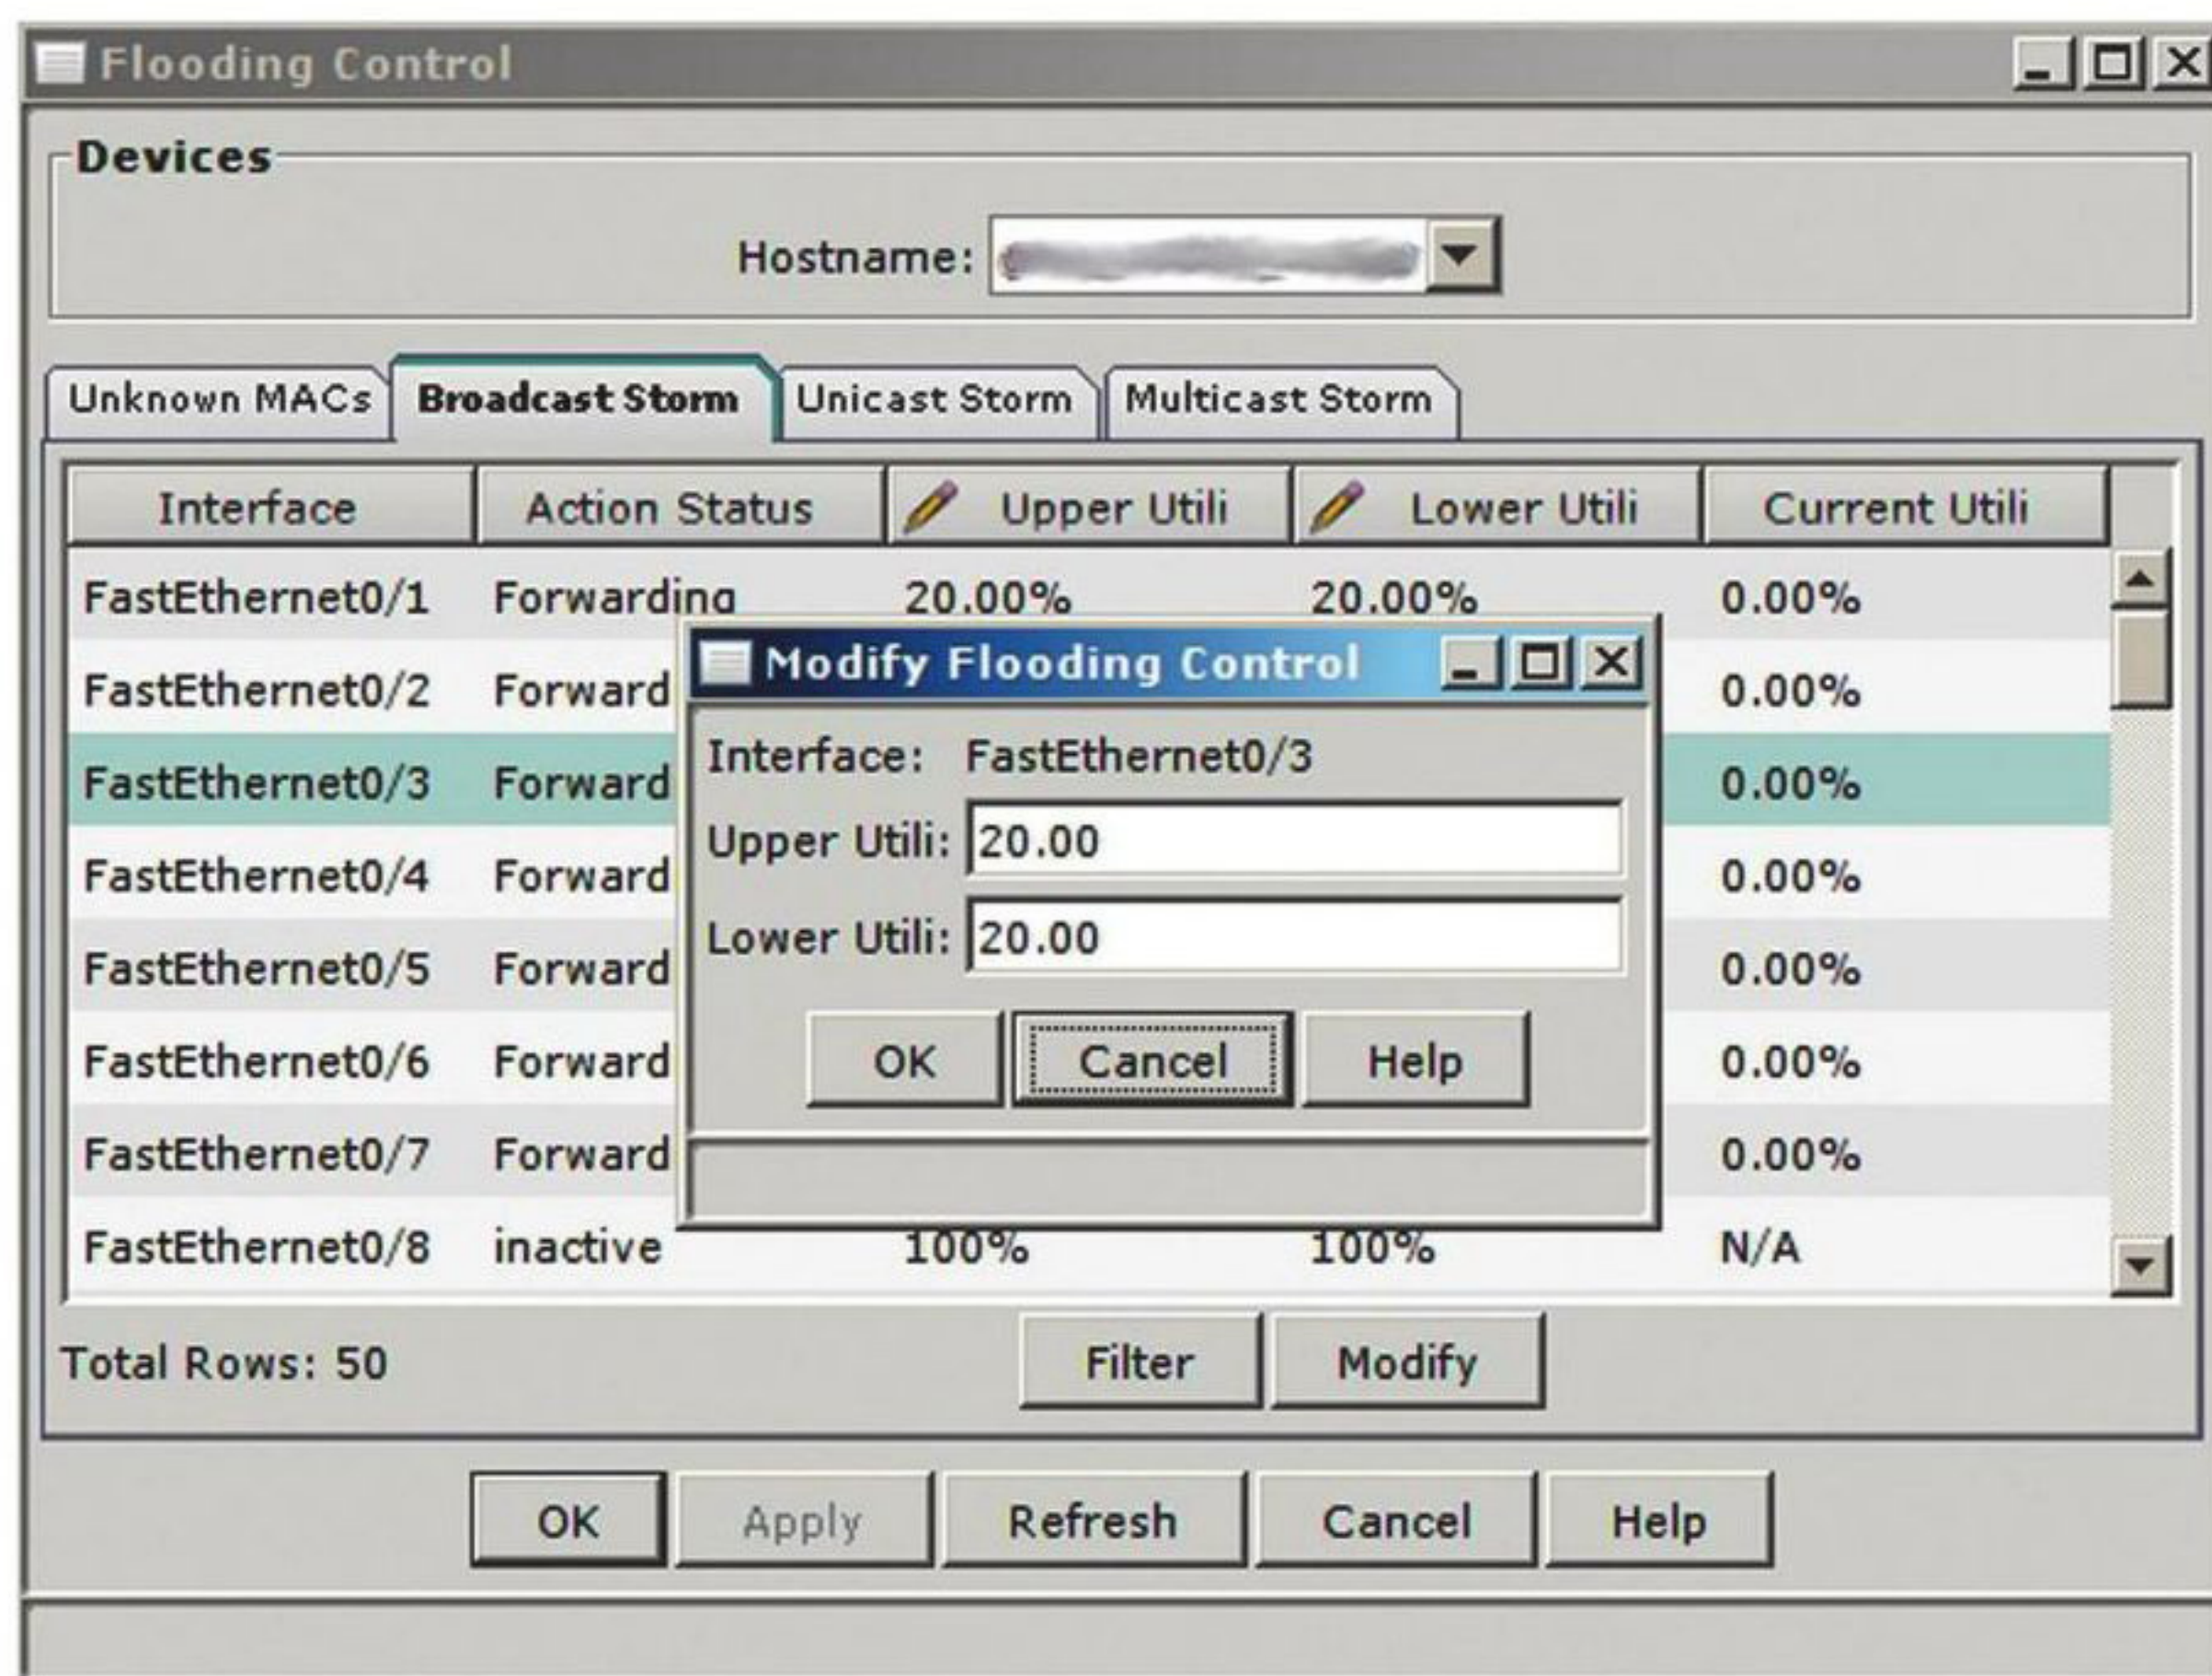 Flooding Control
Devices
Hostname:
Unknown MACs Broadcast Storm Unicast Storm Multicast Storm
Interface Action Status Upper Utili Lower Utili Current Utili
FastEthernet0/1 Forwarding 20.00% 20.00% 0.00%
FastEthernet0/2 Forward 0.00%
FastEthernet0/3 Forward 0.00%
FastEthernet0/4 Forward 0.00%
FastEthernet0/5 Forward 0.00%
FastEthernet0/6 Forward 0.00%
FastEthernet0/7 Forward 0.00%
FastEthernet0/8 inactive 100% 100% N/A
Modify Flooding Control
Interface: FastEthernet0/3
Upper Utili: 20.00
Lower Utili: 20.00
OK Cancel Help
Total Rows: 50 Filter Modify
OK Apply Refresh Cancel Help